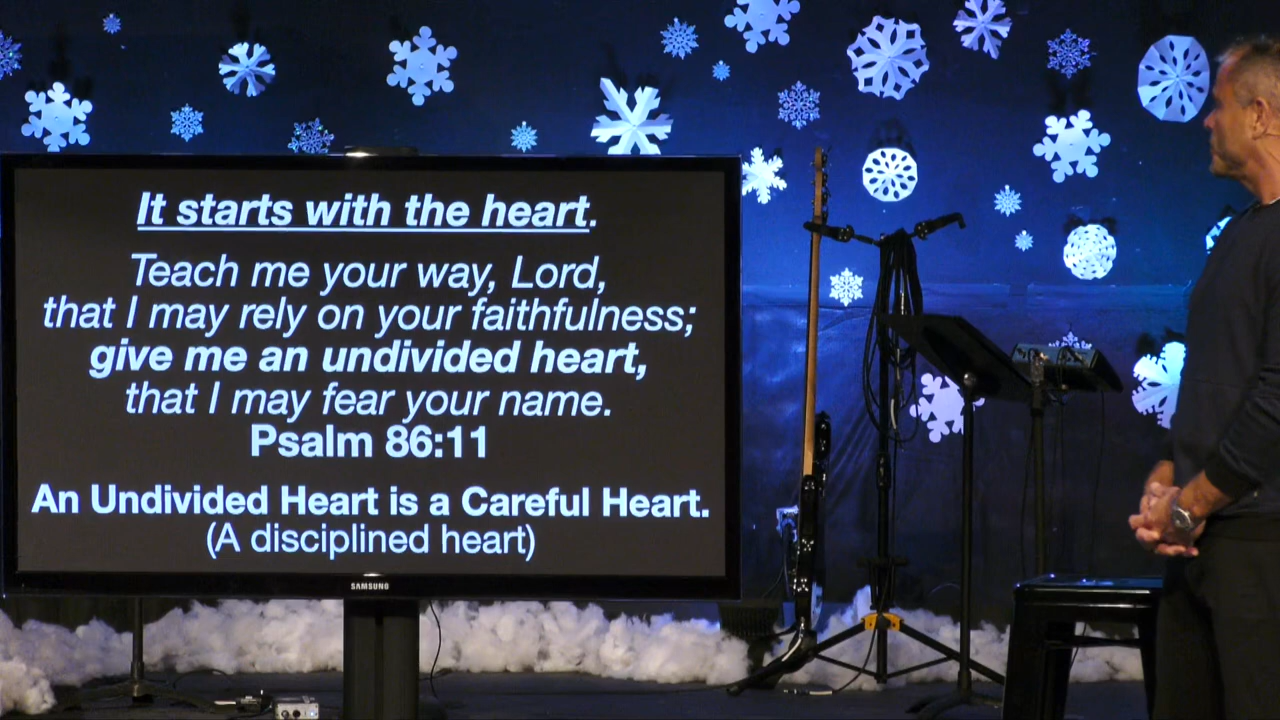 It starts with the heart.
Teach me your way, Lord,
that I may rely on your faithfulness;
give me an undivided heart,
that I may fear your name.
Psalm 86:11
An Undivided Heart is a Careful Heart.
(A disciplined heart)
SAMSUNG